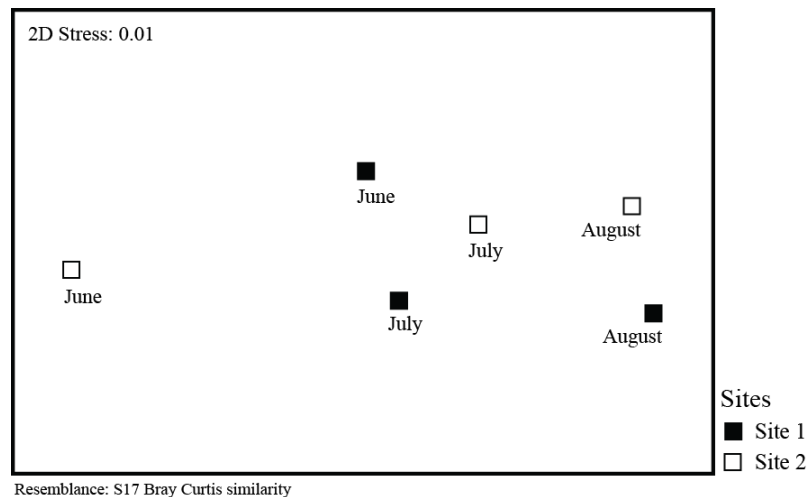 2D Stress: 0.01
June
July
August
June
July
August
Sites
Site 1
Site 2
Resemblance: S17 Bray Curtis similarity